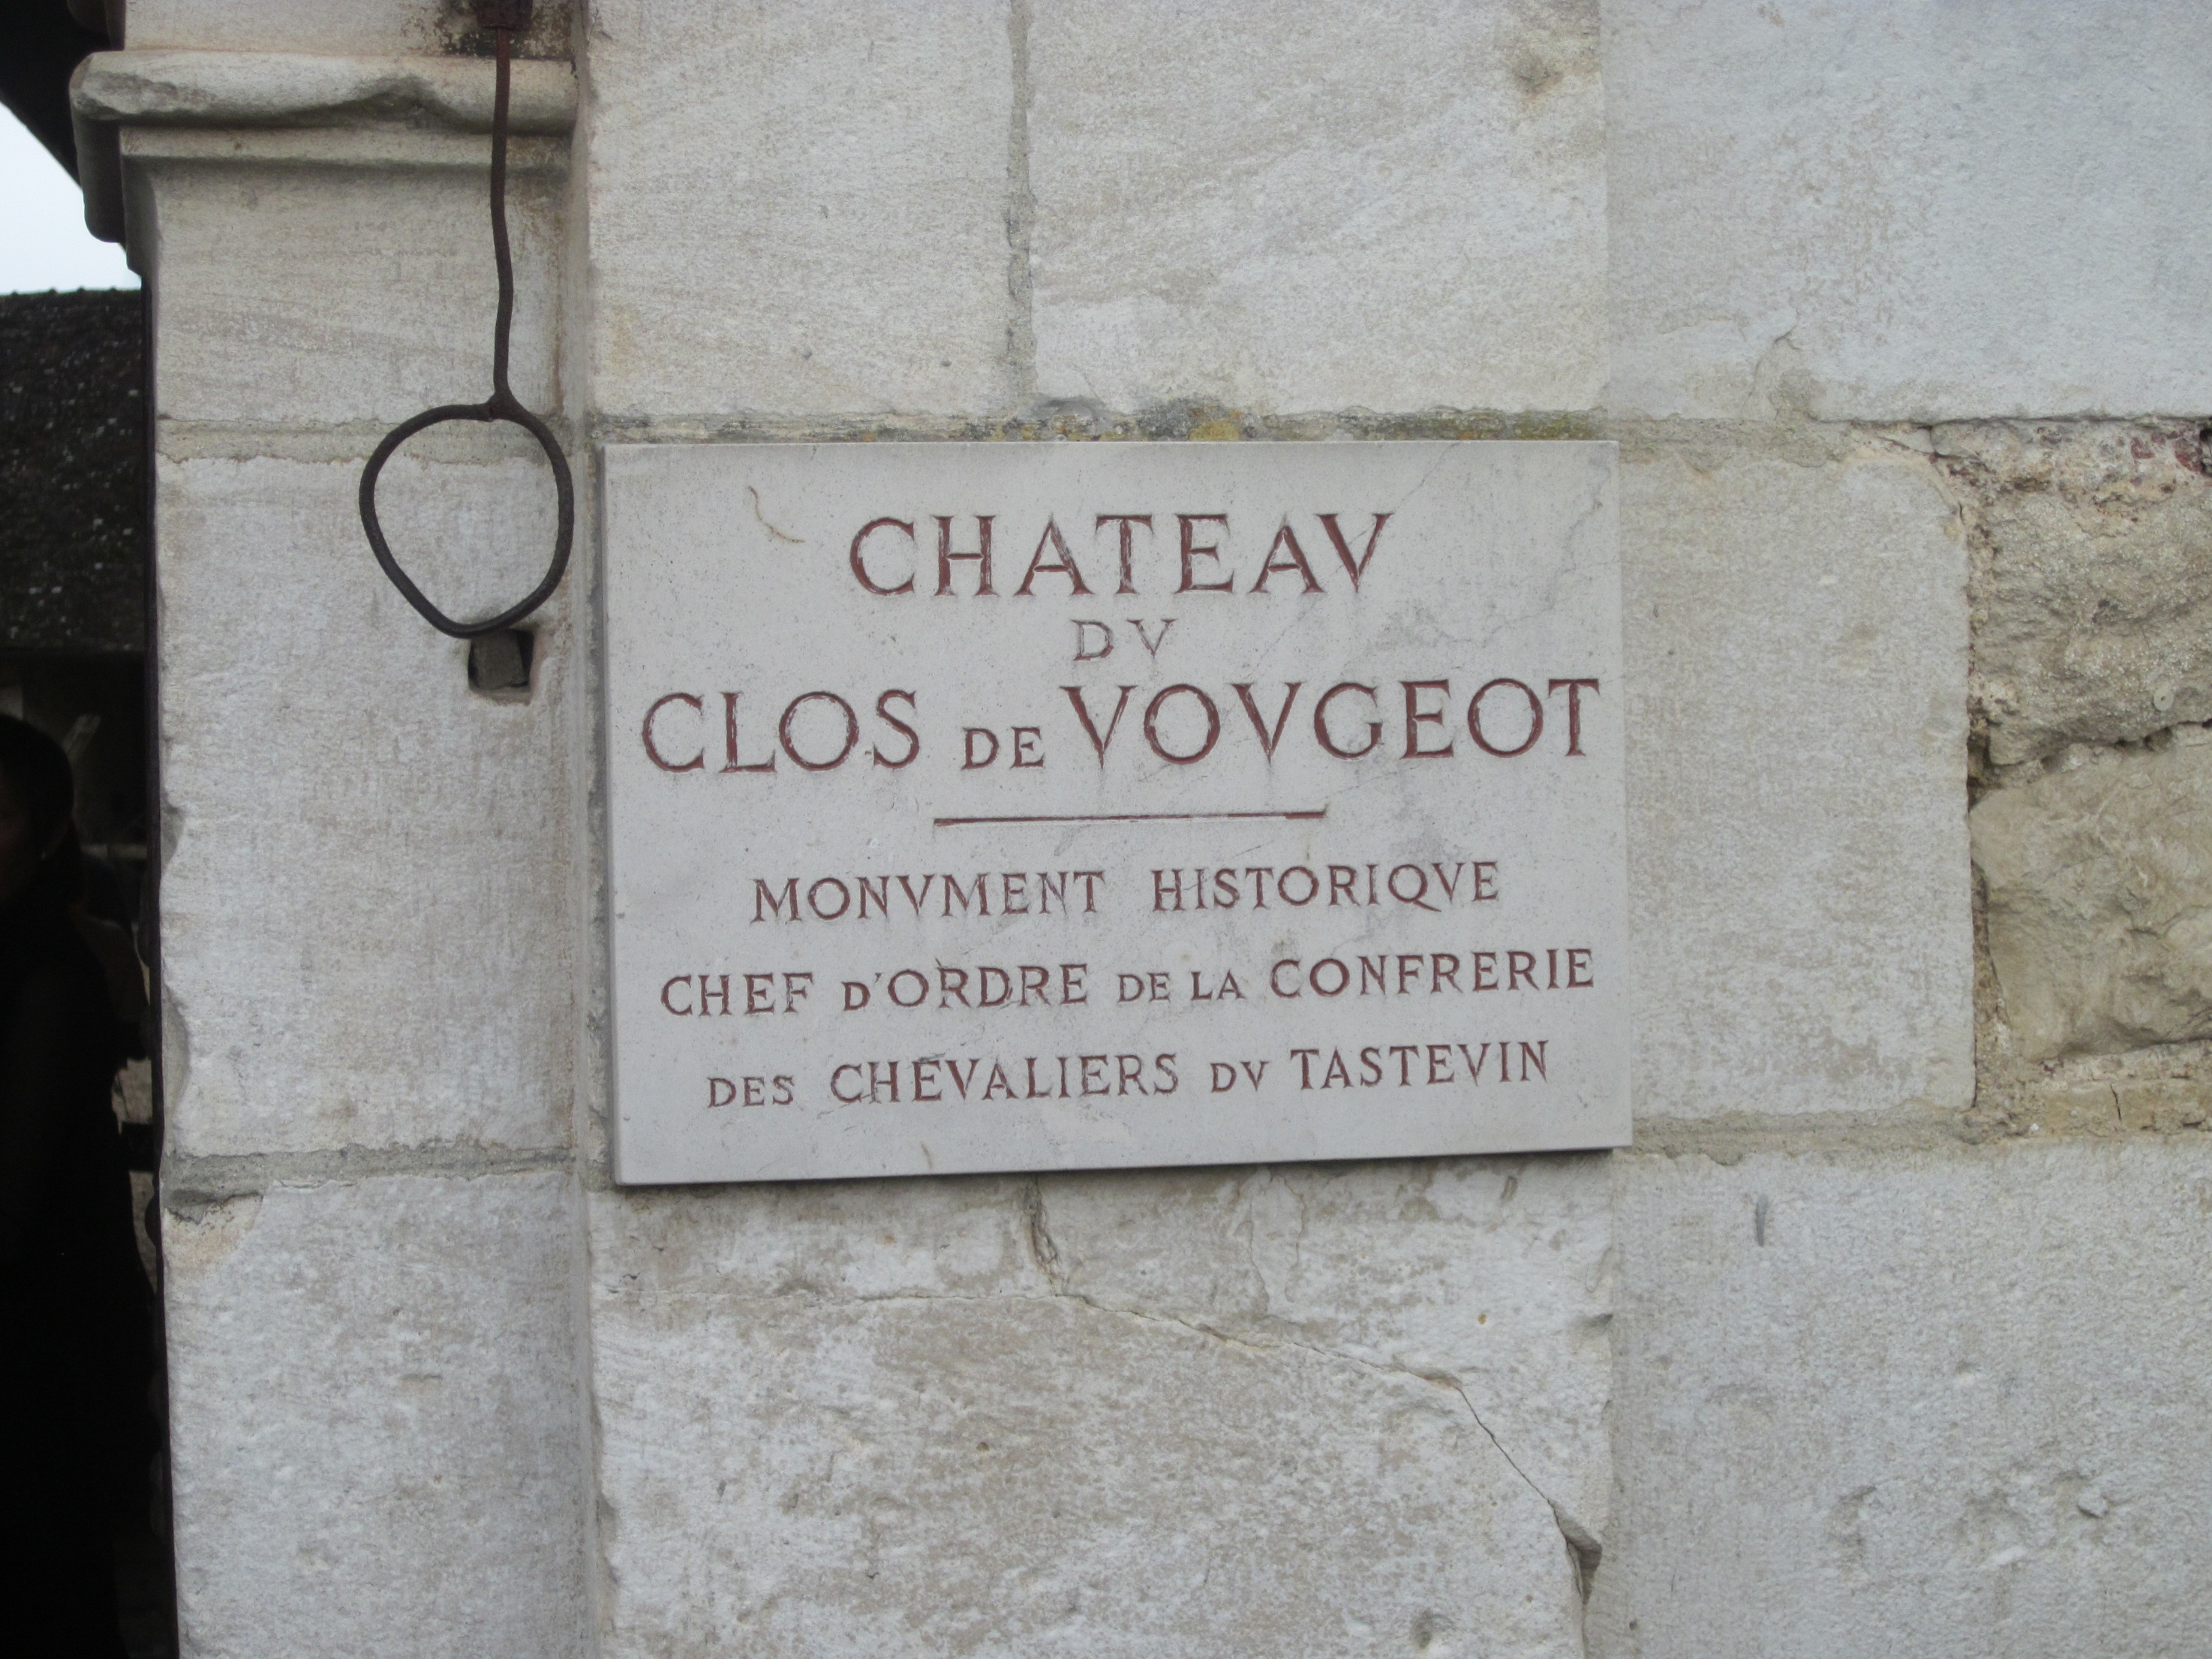 CHATEAV
DV
CLOS DE VOVGEOT
MONVMENT HISTORIQVE
CHEF D'ORDRE DE LA CONFRERIE
DES CHEVALIERS DV TASTEVIN